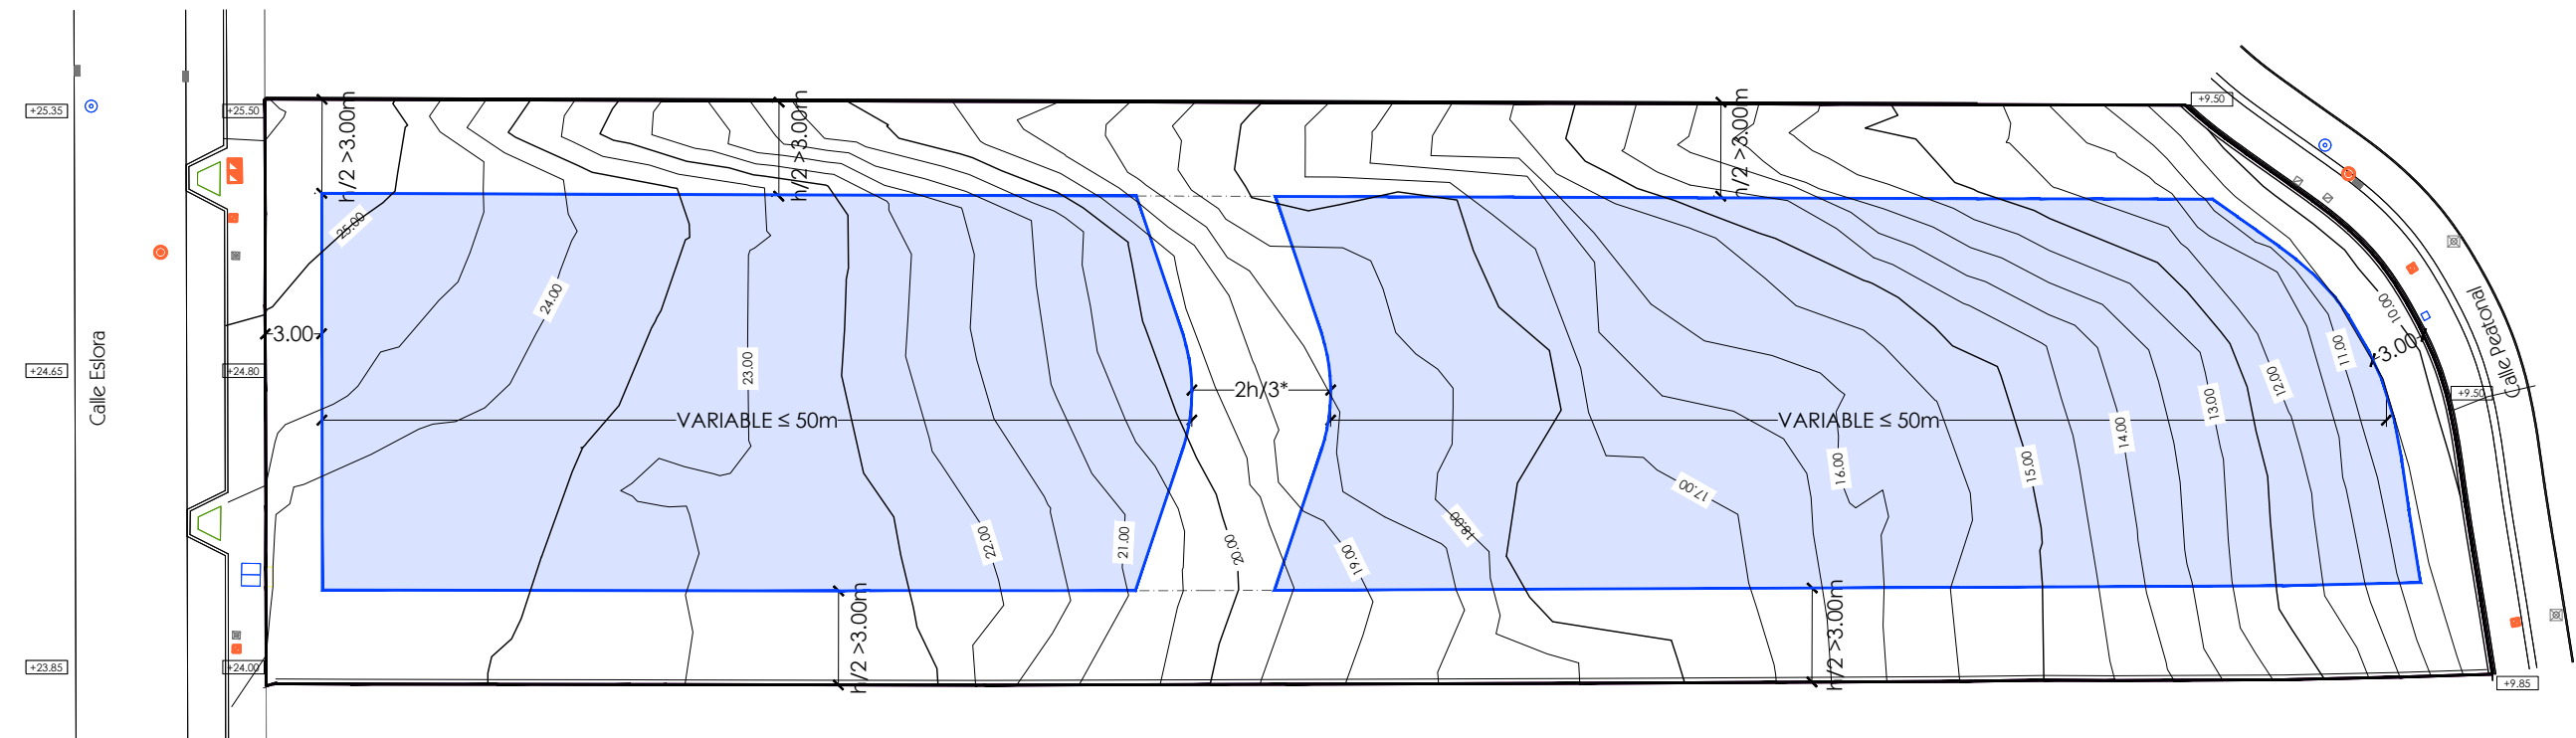 +25.35
+25.50
+9.50
h/2 >3.00m
h/2 >3.00m
h/2 >3.00m
25.00
24.00
10.00
Calle Peatonal
3.00
3.00
11.00
Calle Eslora
+24.65
+24.80
23.00
2h/3*
12.00
13.00
+9.50
VARIABLE ≤ 50m
VARIABLE ≤ 50m
14.00
15.00
16.00
17.00
18.00
22.00
21.00
20.00
19.00
h/2 >3.00m
h/2 >3.00m
+23.85
+24.00
+9.85